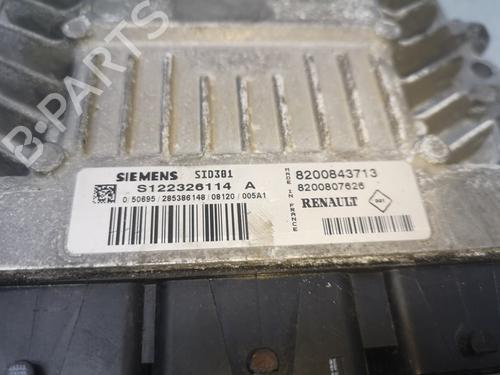 B-PARTS
SIEMENS SID301
S122326114 A
0/50695/285386148/08120/005A1
MADE IN FRANCE
8200843713
8200807626
RENAULT